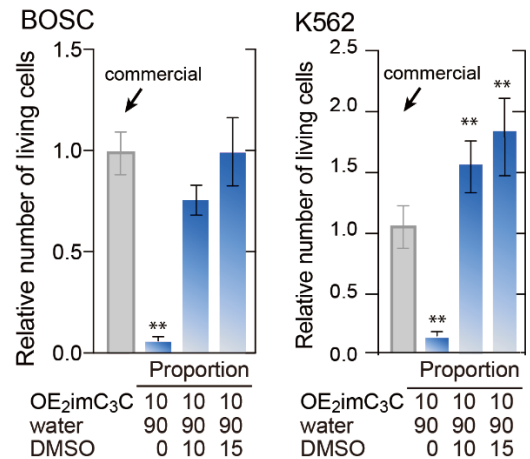 BOSC
Relative number of living cells
1.5
1.0
0.5
0.0
commercial
**
Proportion
OE₂imC₃C 10 10 10
water 90 90 90
DMSO 0 10 15
K562
Relative number of living cells
2.5
2.0
1.5
1.0
0.5
0.0
commercial
**
**
**
Proportion
OE₂imC₃C 10 10 10
water 90 90 90
DMSO 0 10 15